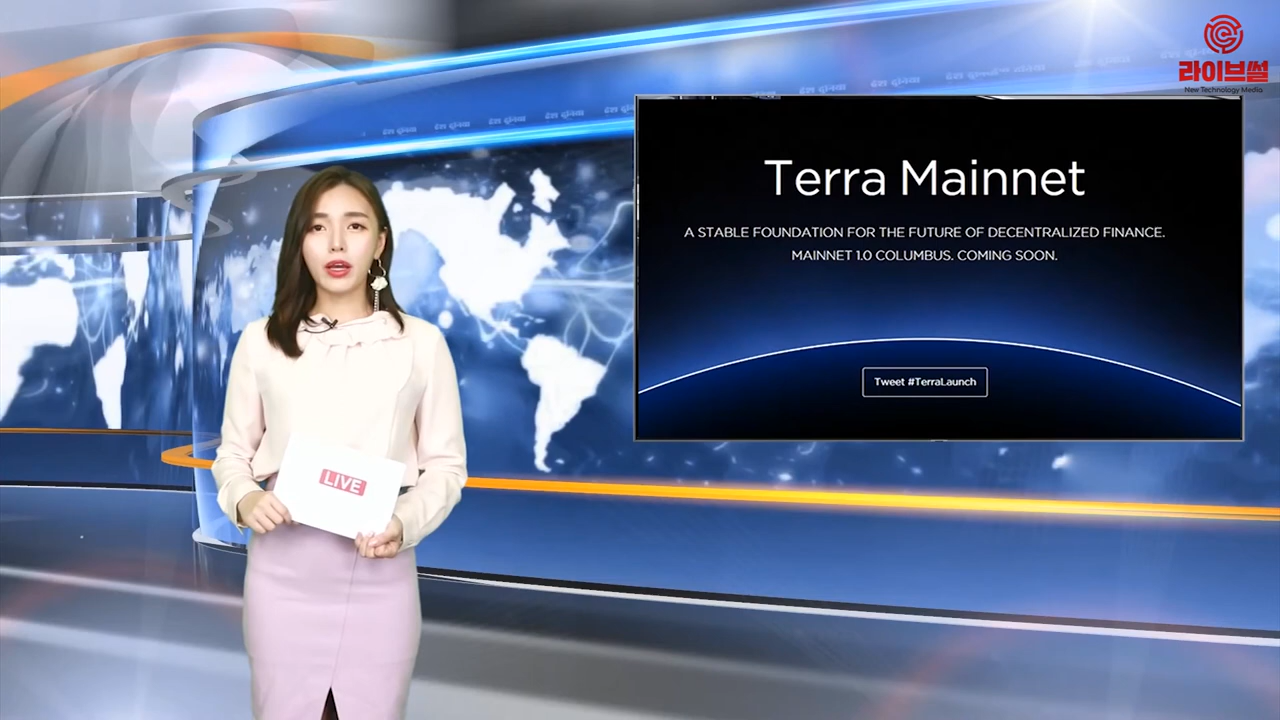 라이브썰
New Technology Media
देश दुनिया देश दुनिया देश दुनिया देश दुनिया
Terra Mainnet
A STABLE FOUNDATION FOR THE FUTURE OF DECENTRALIZED FINANCE.
MAINNET 1.0 COLUMBUS. COMING SOON.
Tweet #TerraLaunch
LIVE